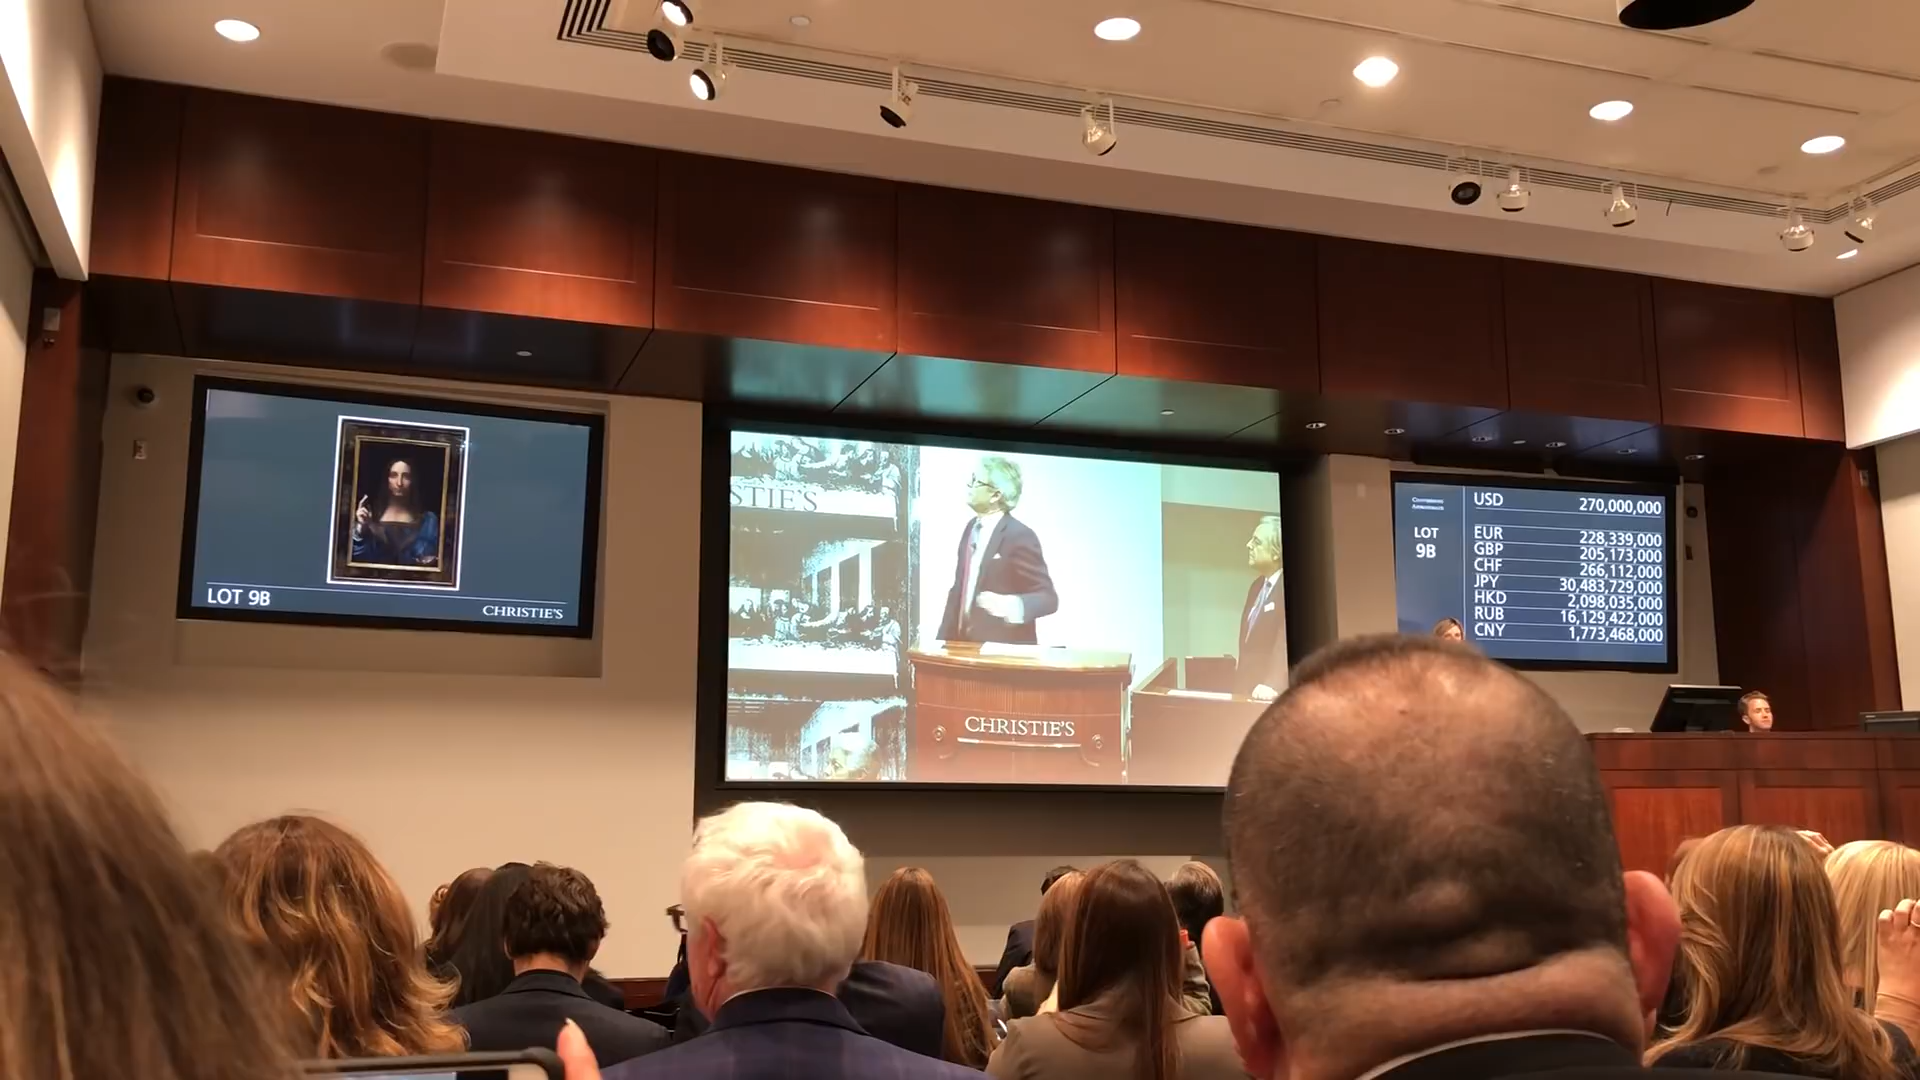 LOT 9B
CHRISTIE'S
STIE'S
CHRISTIE'S
LOT
9B
USD 270,000,000
EUR 228,339,000
GBP 205,173,000
CHF 266,112,000
JPY 30,483,729,000
HKD 2,098,035,000
RUB 16,129,422,000
CNY 1,773,468,000